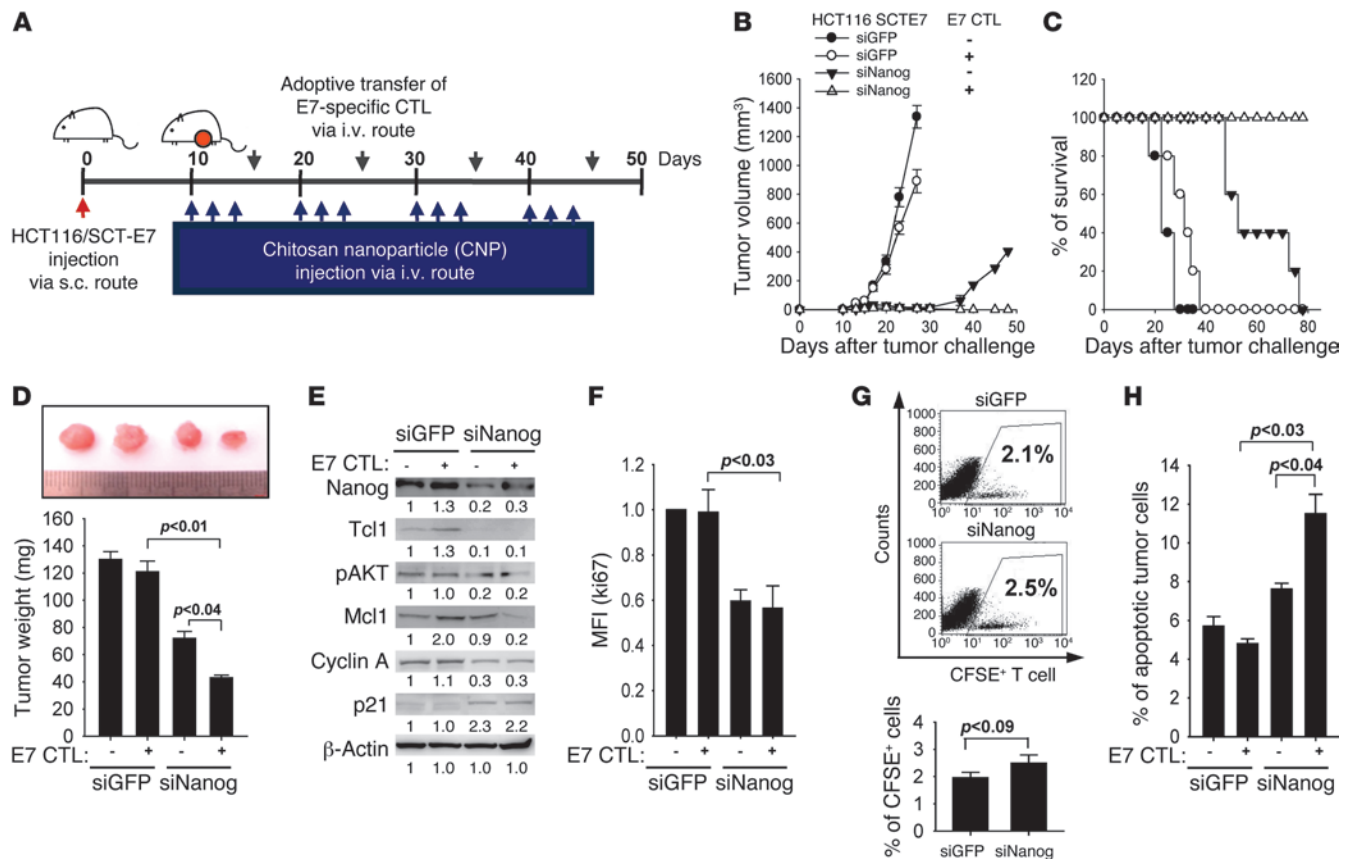 A
Adoptive transfer of
E7-specific CTL
via i.v. route
0 10 20 30 40 50 Days
HCT116/SCT-E7
injection
via s.c. route
Chitosan nanoparticle (CNP)
injection via i.v. route
B
HCT116 SCTE7 E7 CTL
siGFP -
siGFP +
siNanog -
siNanog +
Tumor volume (mm3)
1600
1400
1200
1000
800
600
400
200
0
0 10 20 30 40 50
Days after tumor challenge
C
% of survival
120
100
80
60
40
20
0
0 20 40 60 80
Days after tumor challenge
D
Tumor weight (mg)
160
140
120
100
80
60
40
20
0
p<0.01
p<0.04
E7 CTL: - + - +
siGFP siNanog
E
siGFP siNanog
E7 CTL: - + - +
Nanog
1 1.3 0.2 0.3
Tcl1
1 1.3 0.1 0.1
pAKT
1 1.0 0.2 0.2
Mcl1
1 2.0 0.9 0.2
Cyclin A
1 1.1 0.3 0.3
p21
1 1.0 2.3 2.2
β-Actin
1 1.0 1.0 1.0
F
MFI (ki67)
1.2
1.0
0.8
0.6
0.4
0.2
0.0
p<0.03
E7 CTL: - + - +
siGFP siNanog
G
siGFP
1000
800
600
400
200
0
2.1%
10⁰ 10¹ 10² 10³ 10⁴
siNanog
1000
800
600
400
200
0
2.5%
10⁰ 10¹ 10² 10³ 10⁴
Counts
CFSE⁺ T cell
% of CFSE⁺ cells
4
3
2
1
0
p<0.09
siGFP siNanog
H
% of apoptotic tumor cells
14
12
10
8
6
4
2
0
p<0.03
p<0.04
E7 CTL: - + - +
siGFP siNanog